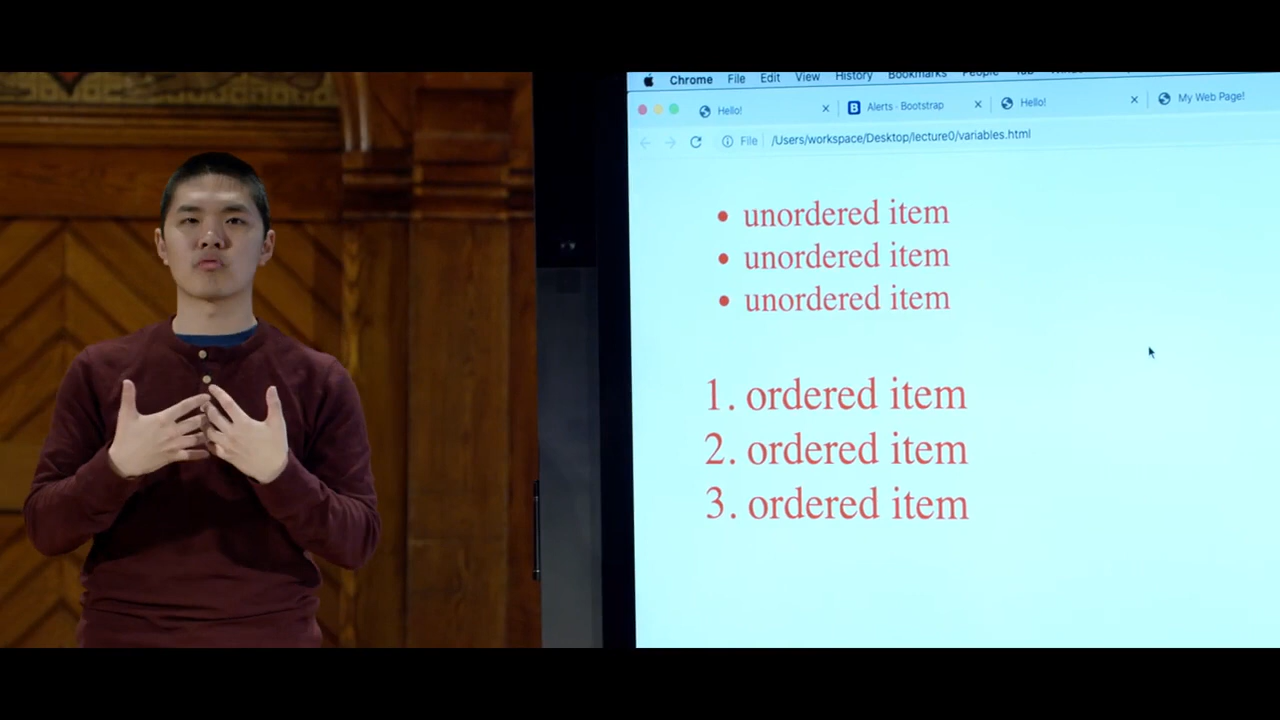 Chrome File Edit View History Bookmarks People
Hello! Alerts · Bootstrap Hello! My Web Page!
File /Users/workspace/Desktop/lecture0/variables.html
• unordered item
• unordered item
• unordered item
1. ordered item
2. ordered item
3. ordered item